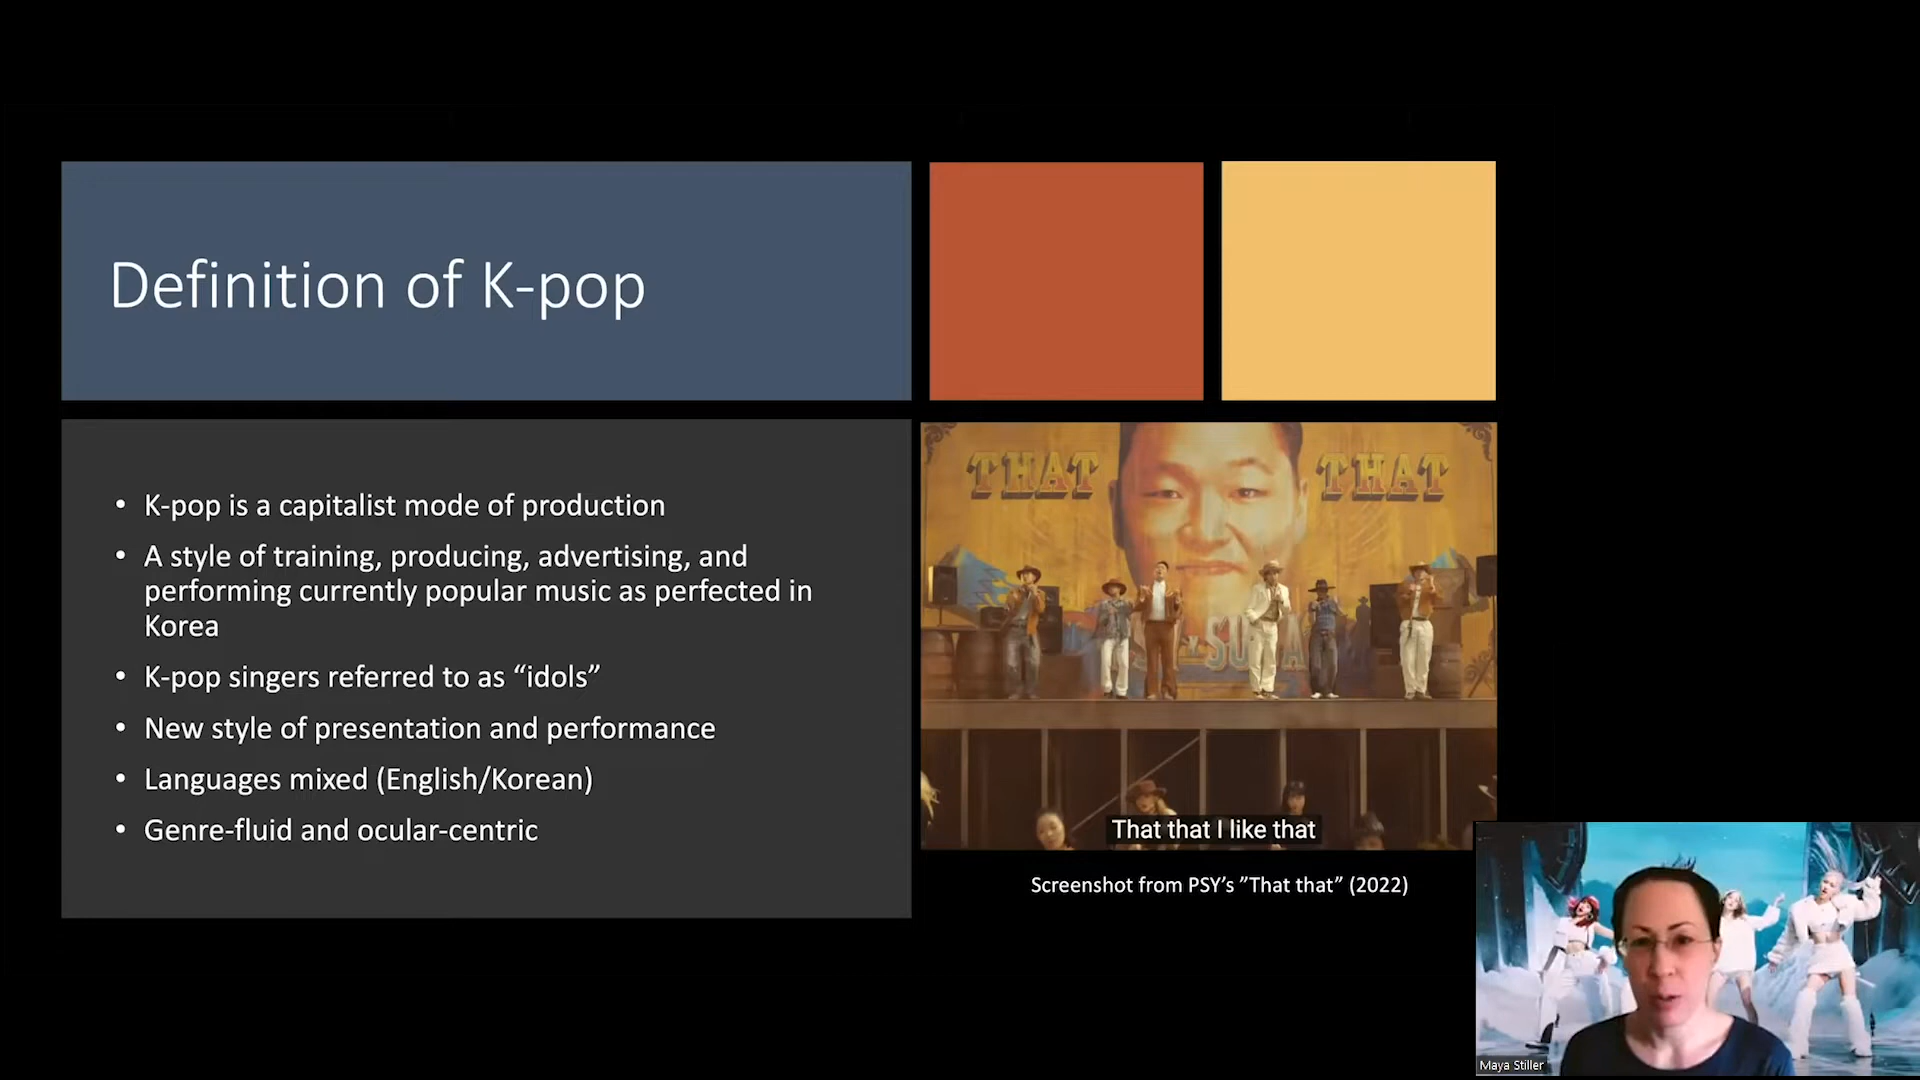 Definition of K-pop
• K-pop is a capitalist mode of production
• A style of training, producing, advertising, and
performing currently popular music as perfected in
Korea
• K-pop singers referred to as “idols”
• New style of presentation and performance
• Languages mixed (English/Korean)
• Genre-fluid and ocular-centric
THAT THAT
That that I like that
Screenshot from PSY’s ”That that” (2022)
Maya Stiller